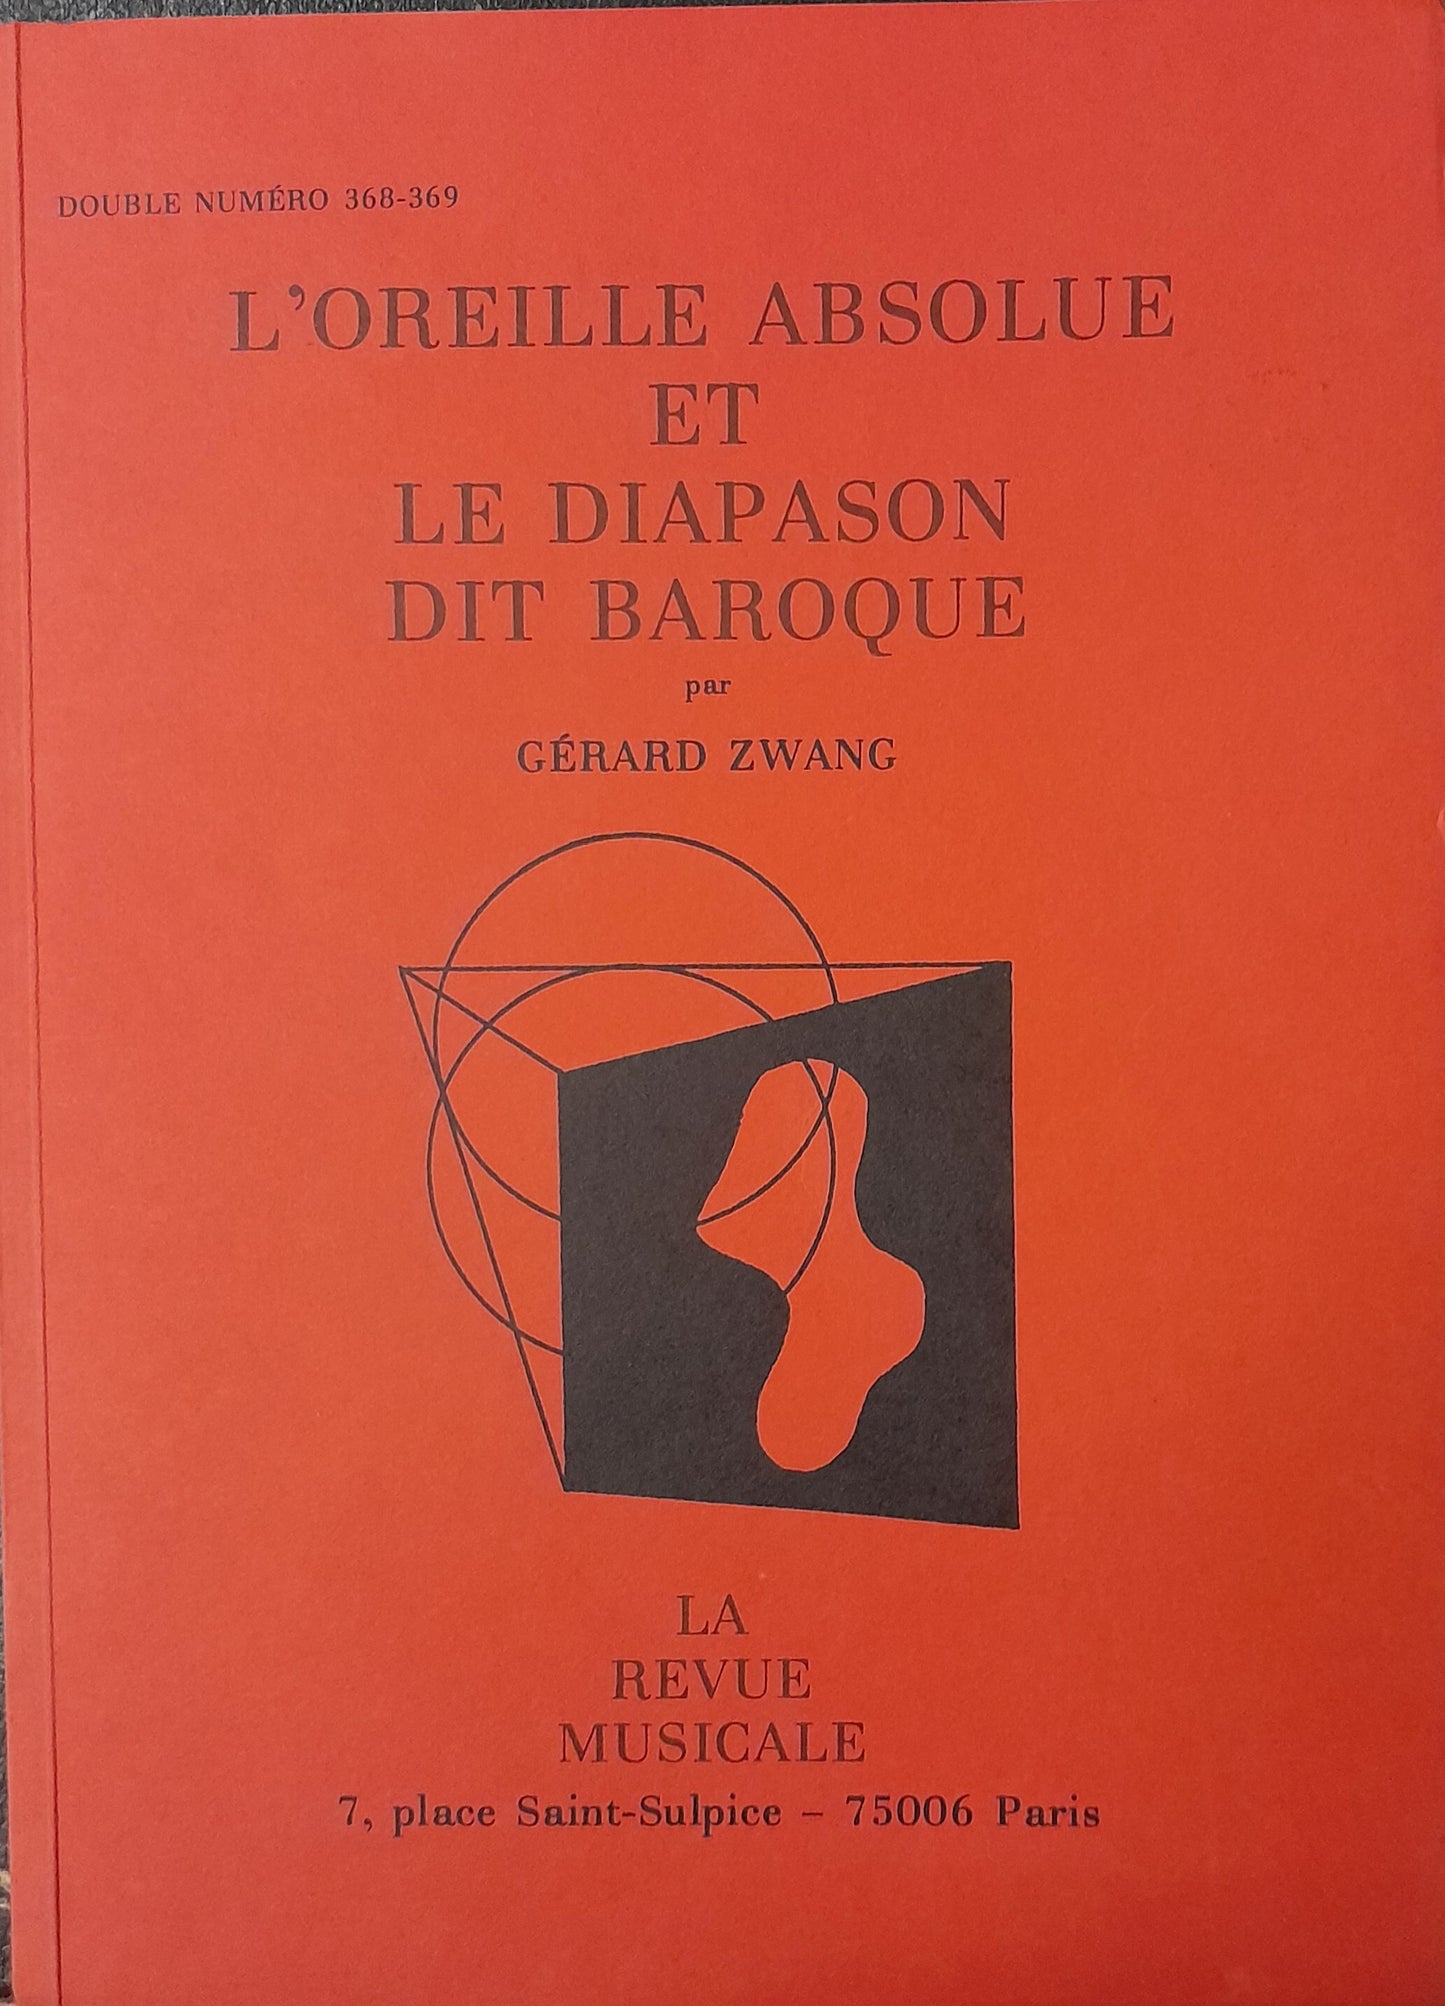 DOUBLE NUMÉRO 368-369
L'OREILLE ABSOLUE
ET
LE DIAPASON
DIT BAROQUE
par
GÉRARD ZWANG
LA
REVUE
MUSICALE
7, place Saint-Sulpice – 75006 Paris